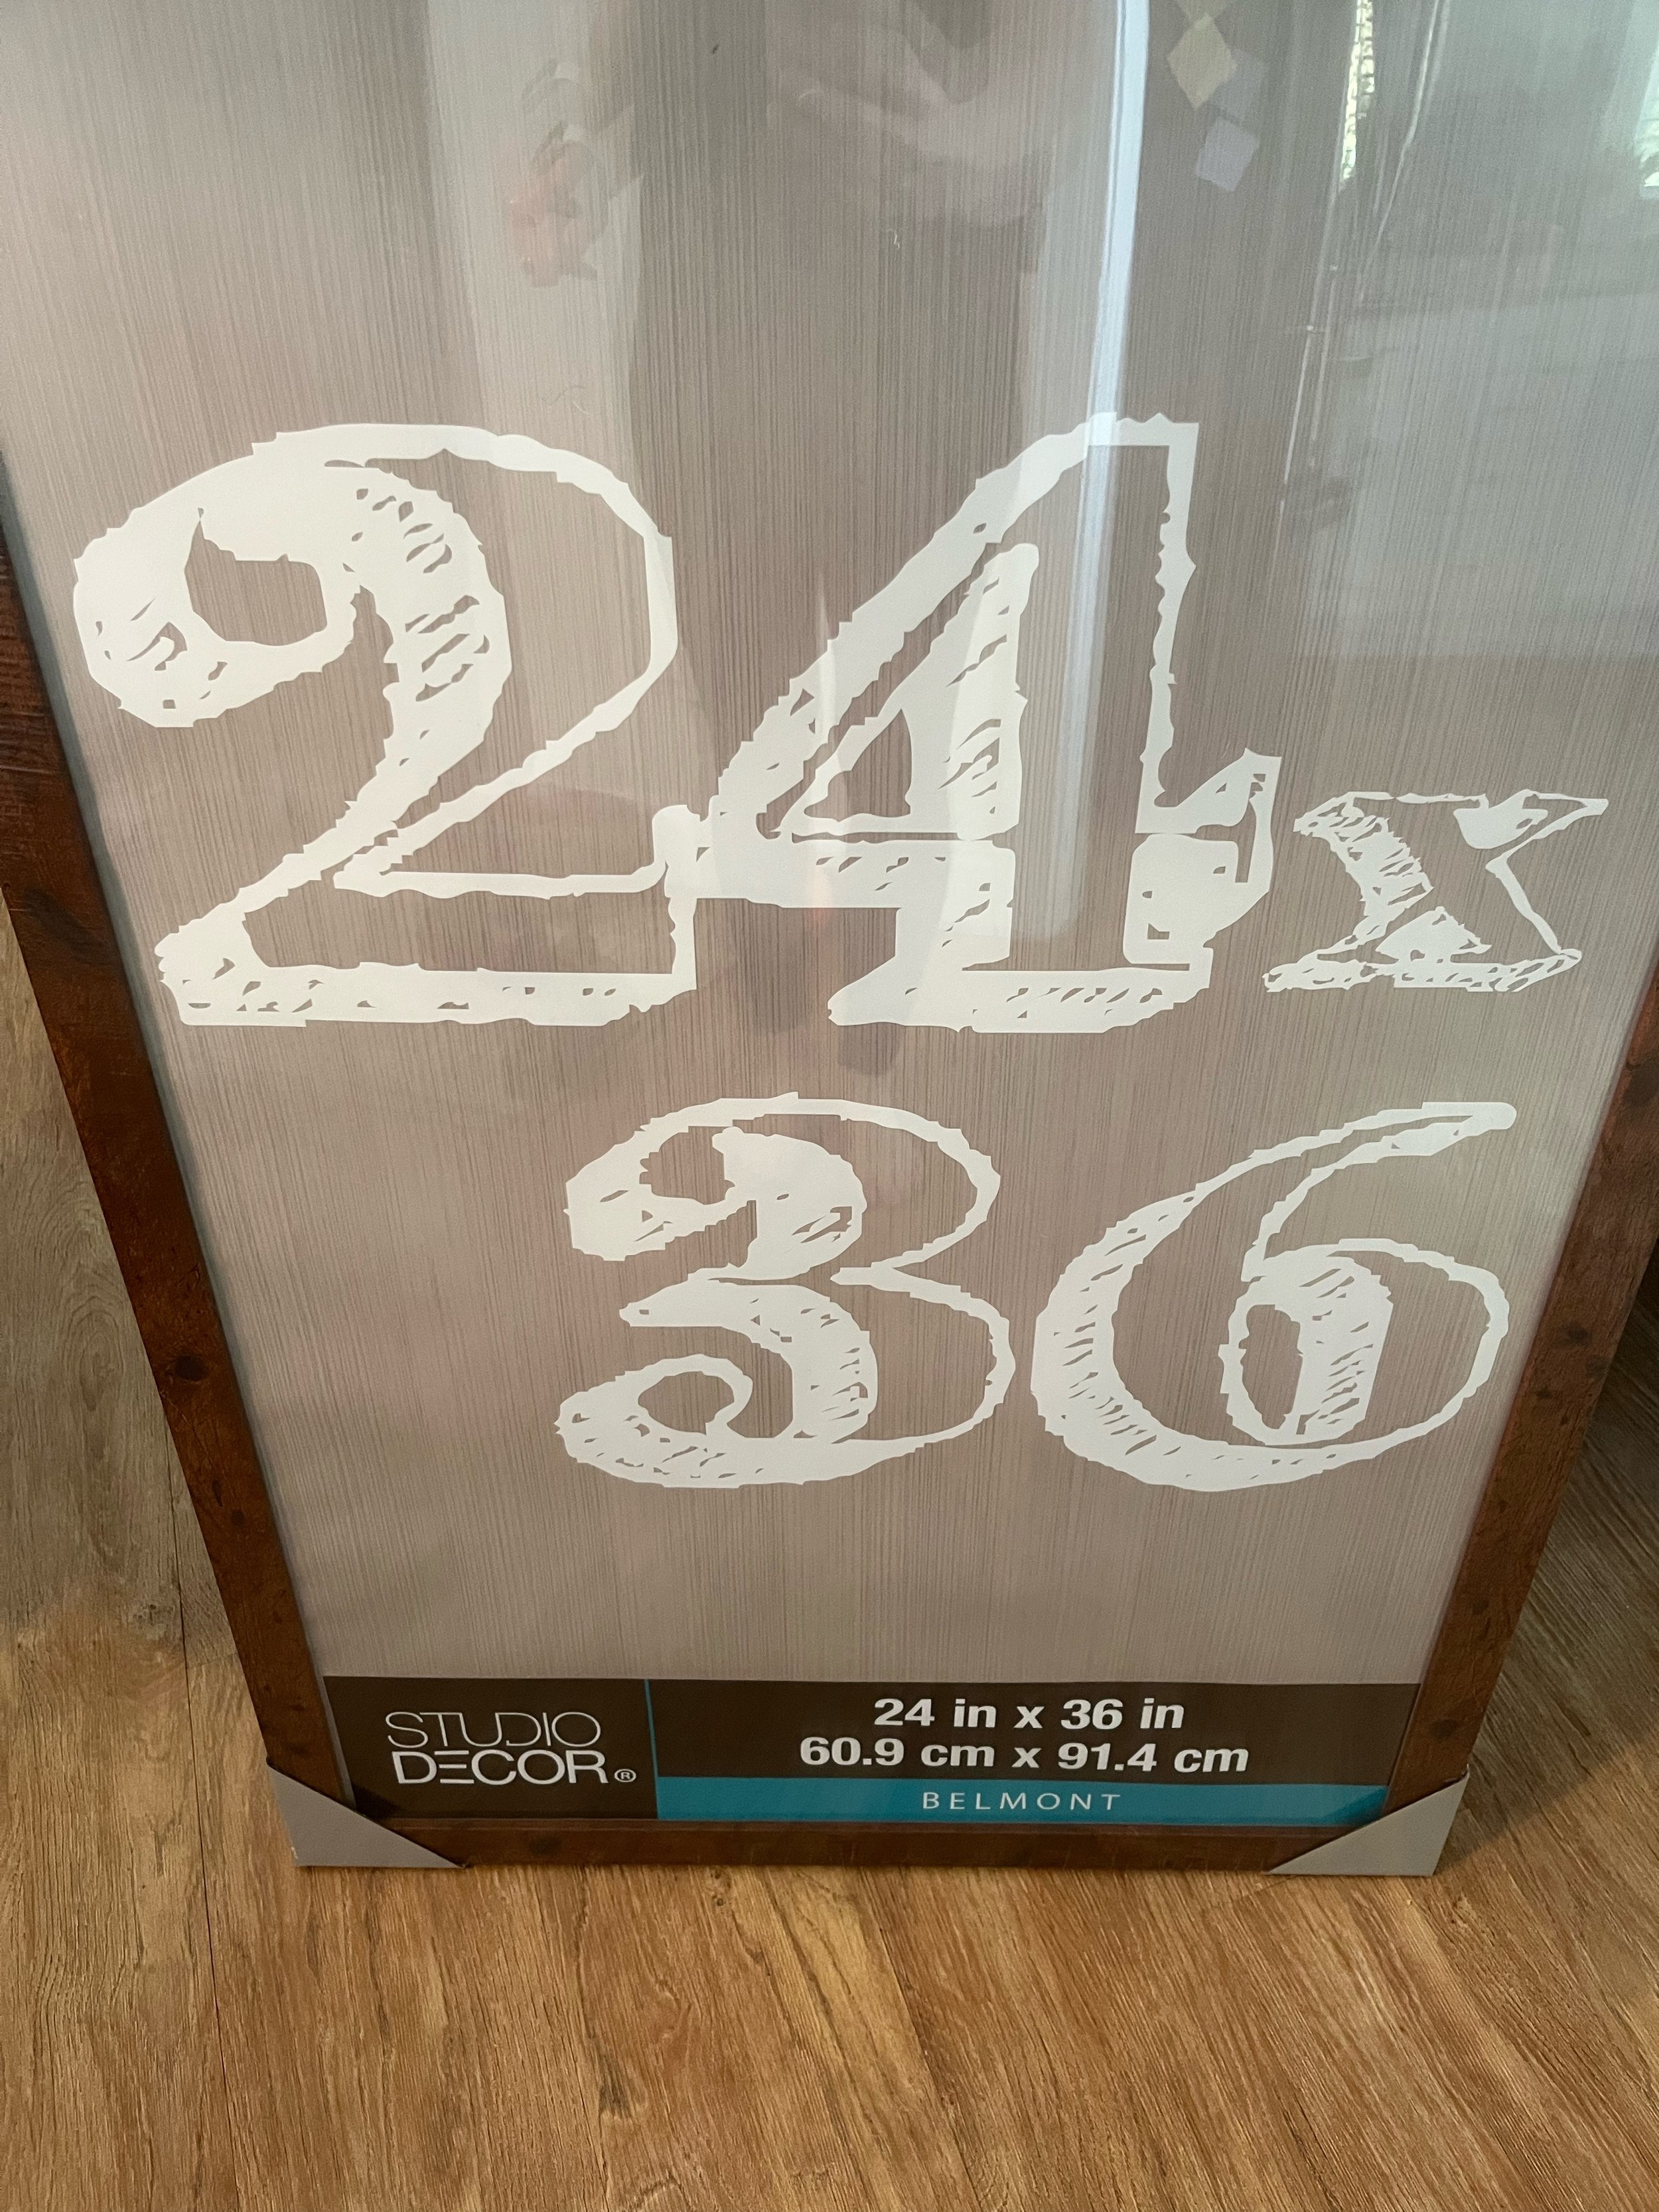 24x
36
STUDIO
DECOR®
24 in x 36 in
60.9 cm x 91.4 cm
BELMONT